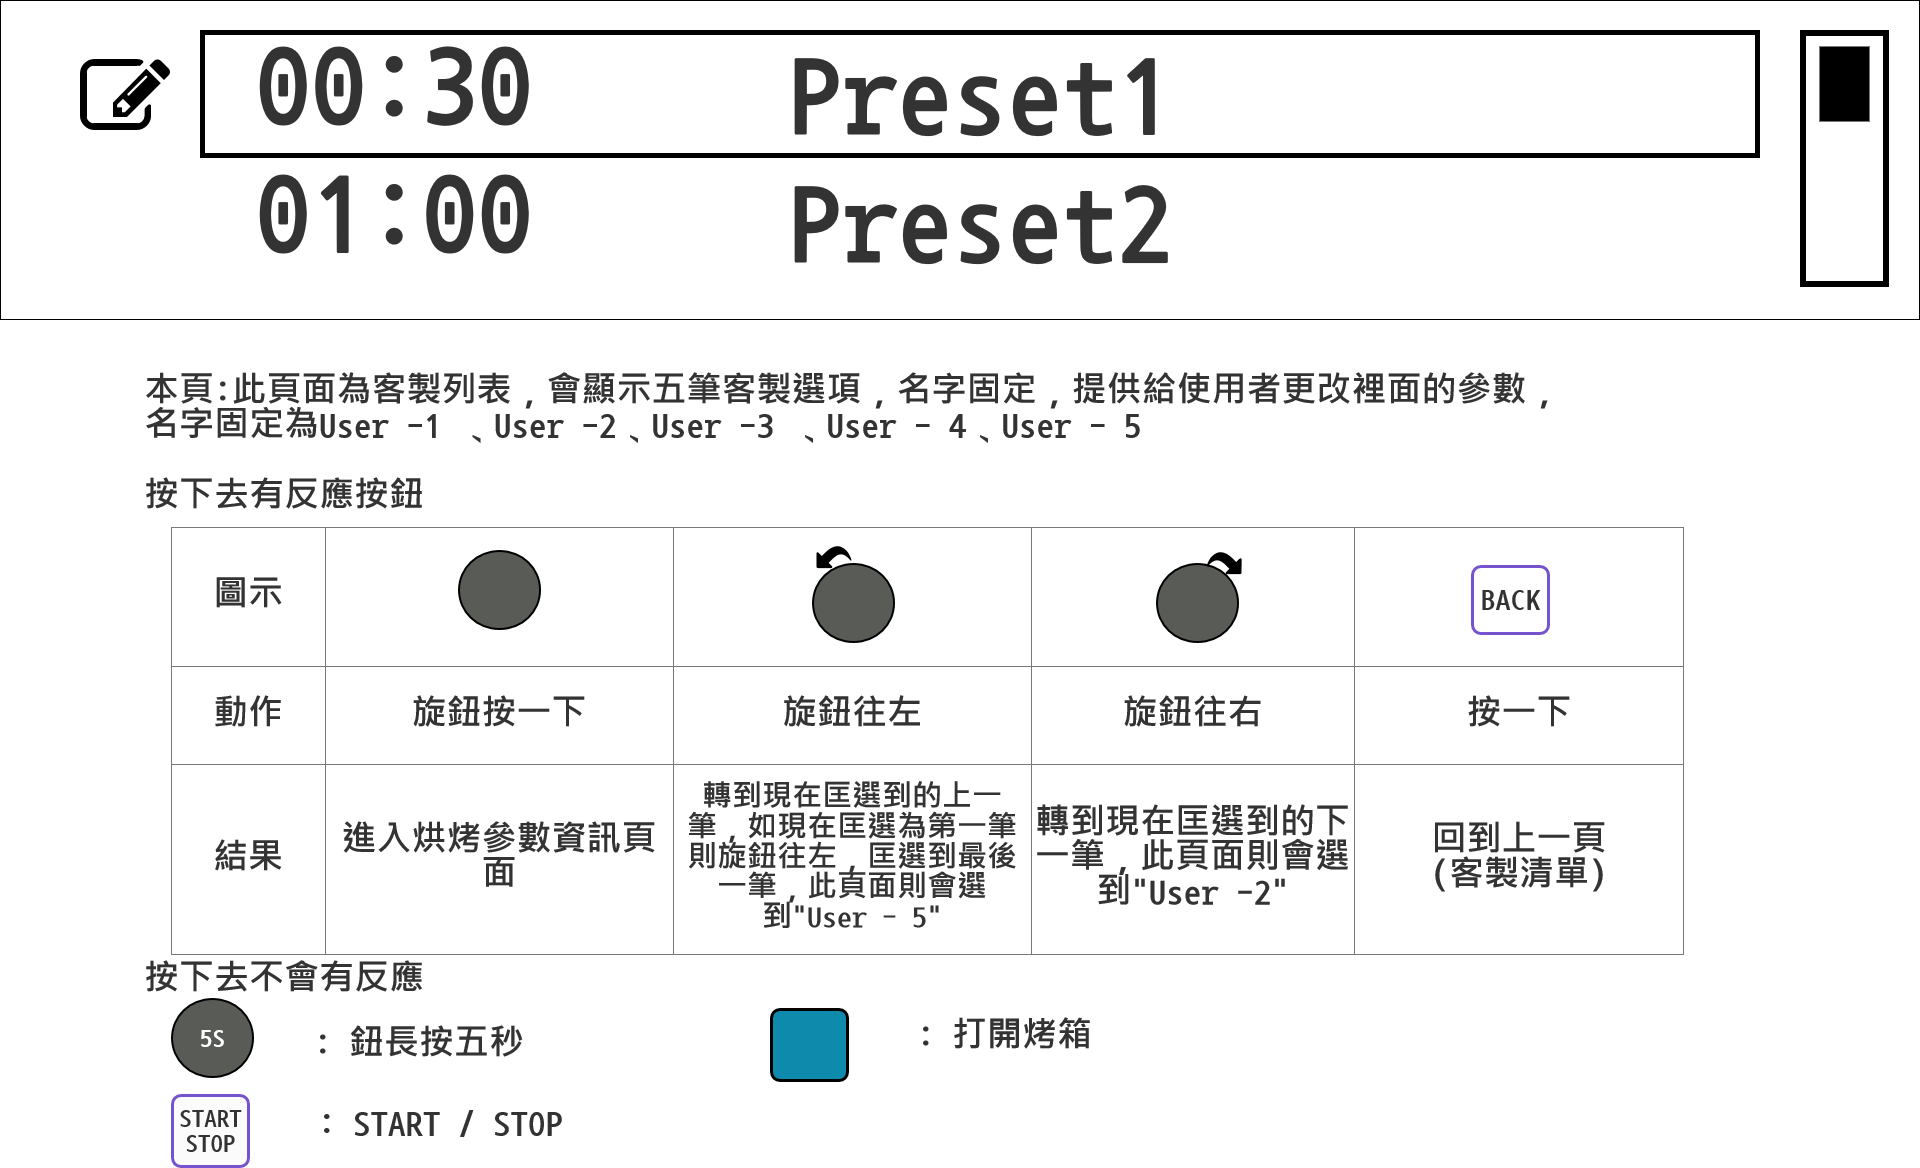 00:30 Preset1
01:00 Preset2
本頁:此頁面為客製列表，會顯示五筆客製選項，名字固定，提供給使用者更改裡面的參數，
名字固定為User -1 、User -2、User -3 、User - 4、User - 5
按下去有反應按鈕
圖示
BACK
動作
旋鈕按一下
旋鈕往左
旋鈕往右
按一下
結果
進入烘烤參數資訊頁
面
轉到現在匡選到的上一
筆，如現在匡選為第一筆
則旋鈕往左，匡選到最後
一筆，此頁面則會選
到"User - 5"
轉到現在匡選到的下
一筆，此頁面則會選
到"User -2"
回到上一頁
(客製清單)
按下去不會有反應
5S
: 鈕長按五秒
: 打開烤箱
START
STOP
: START / STOP